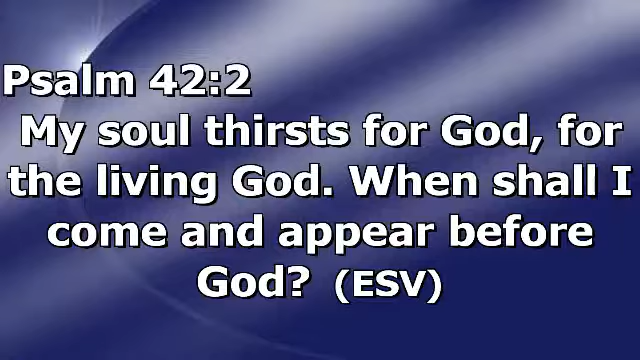 Psalm 42:2
My soul thirsts for God, for
the living God. When shall I
come and appear before
God? (ESV)